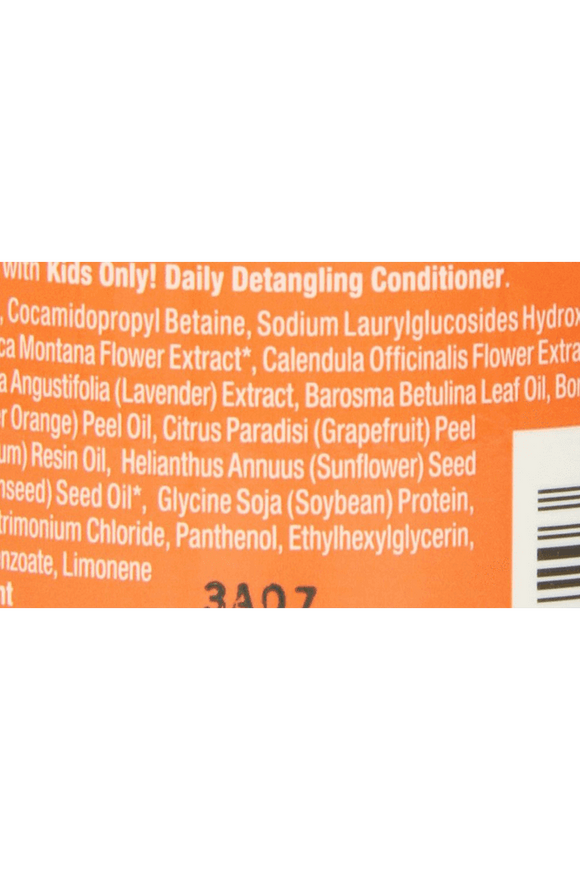 with Kids Only! Daily Detangling Conditioner.
, Cocamidopropyl Betaine, Sodium Laurylglucosides Hydrox
ca Montana Flower Extract*, Calendula Officinalis Flower Extra
a Angustifolia (Lavender) Extract, Barosma Betulina Leaf Oil, Bor
r Orange) Peel Oil, Citrus Paradisi (Grapefruit) Peel
um) Resin Oil, Helianthus Annuus (Sunflower) Seed
nseed) Seed Oil*, Glycine Soja (Soybean) Protein,
trimonium Chloride, Panthenol, Ethylhexylglycerin,
nzoate, Limonene
nt
3A07